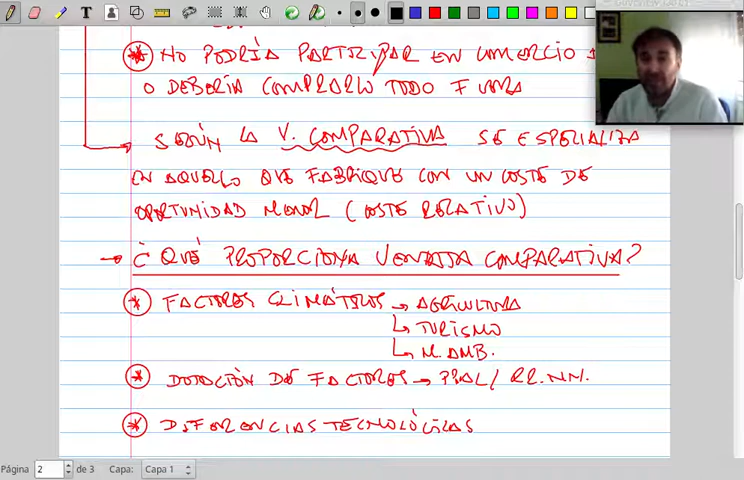 NO PODRÍA PARTICIPAR EN COMERCIO
O DEBERÍA COMPRARLO TODO FUERA
SEGÚN LA V. COMPARATIVA SE ESPECIALIZA
EN AQUELLO QUE FABRIQUE CON UN COSTE DE
OPORTUNIDAD MENOR (COSTE RELATIVO)
→ ¿QUÉ PROPORCIONA VENTAJA COMPARATIVA?
* FACTORES CLIMÁTICOS → AGRICULTURA
↳ TURISMO
↳ M. AMB.
* DOTACIÓN DE FACTORES → / RR.NN.
* DIFERENCIAS TECNOLÓGICAS
Página 2 de 3 Capa: Capa 1